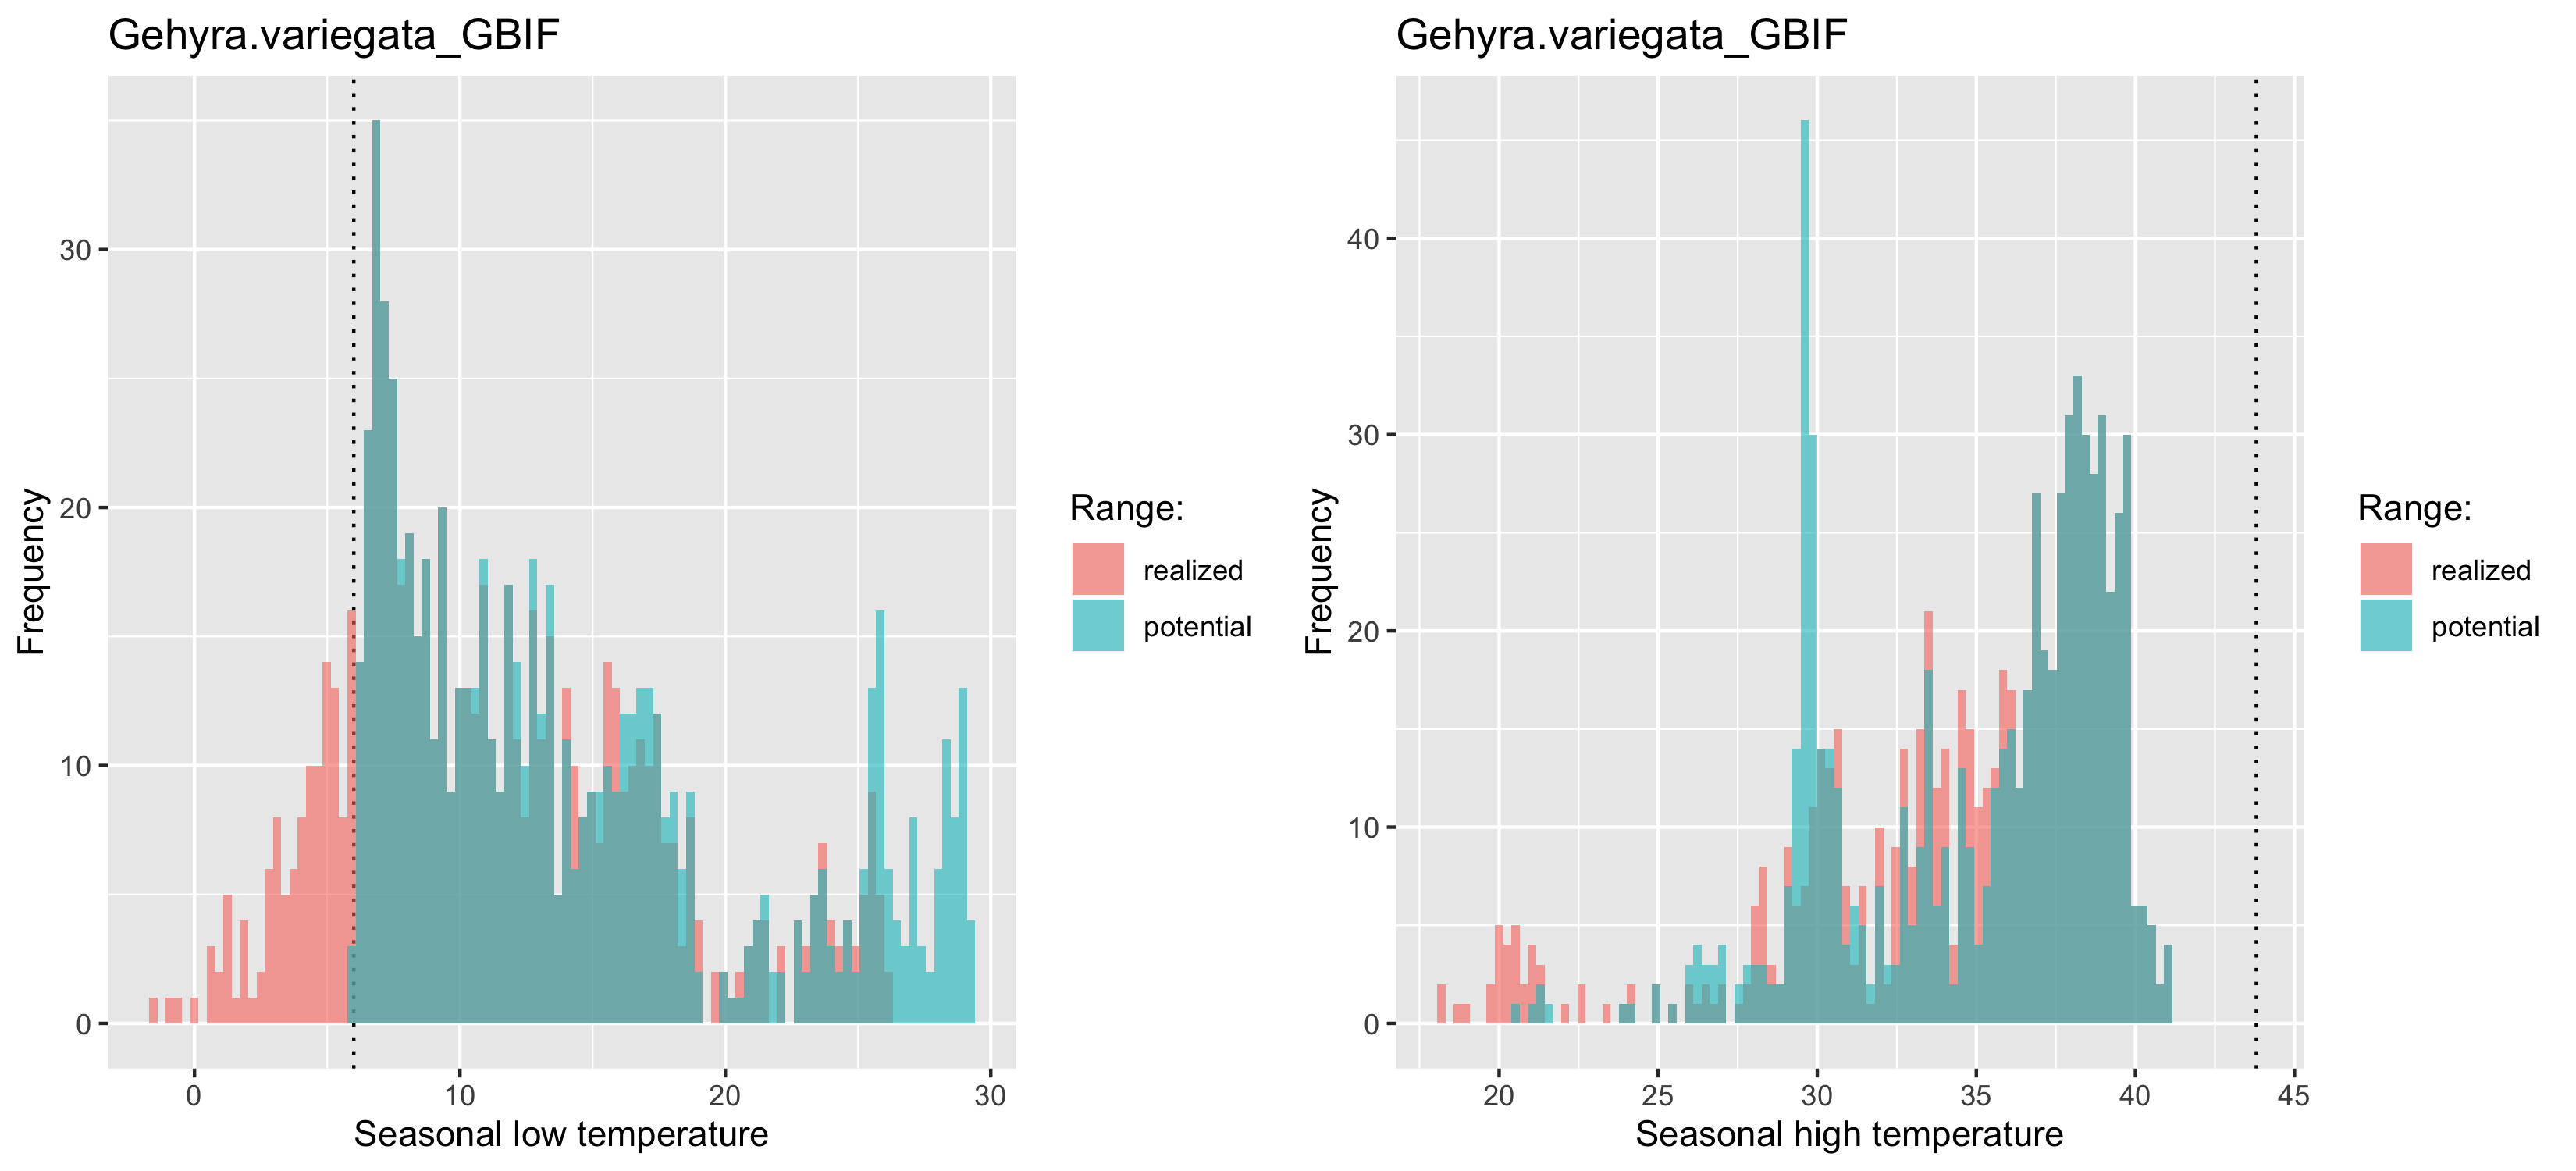 Gehyra.variegata_GBIF
Frequency
30
20
10
0
0 10 20 30
Seasonal low temperature
Range:
realized
potential
Gehyra.variegata_GBIF
Frequency
40
30
20
10
0
20 25 30 35 40 45
Seasonal high temperature
Range:
realized
potential